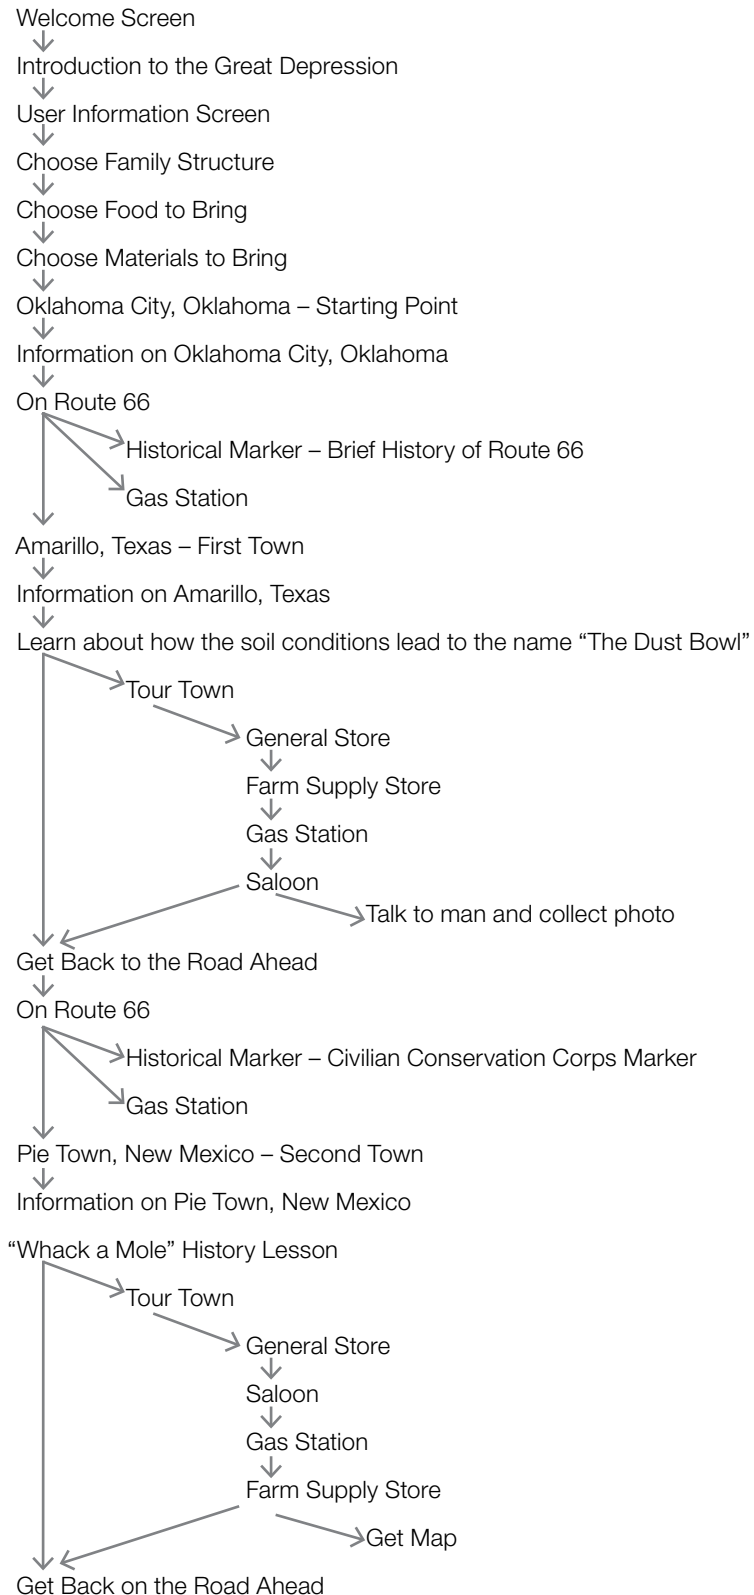 Welcome Screen
Introduction to the Great Depression
User Information Screen
Choose Family Structure
Choose Food to Bring
Choose Materials to Bring
Oklahoma City, Oklahoma – Starting Point
Information on Oklahoma City, Oklahoma
On Route 66
Historical Marker – Brief History of Route 66
Gas Station
Amarillo, Texas – First Town
Information on Amarillo, Texas
Learn about how the soil conditions lead to the name “The Dust Bowl”
Tour Town
General Store
Farm Supply Store
Gas Station
Saloon
Talk to man and collect photo
Get Back to the Road Ahead
On Route 66
Historical Marker – Civilian Conservation Corps Marker
Gas Station
Pie Town, New Mexico – Second Town
Information on Pie Town, New Mexico
“Whack a Mole” History Lesson
Tour Town
General Store
Saloon
Gas Station
Farm Supply Store
Get Map
Get Back on the Road Ahead